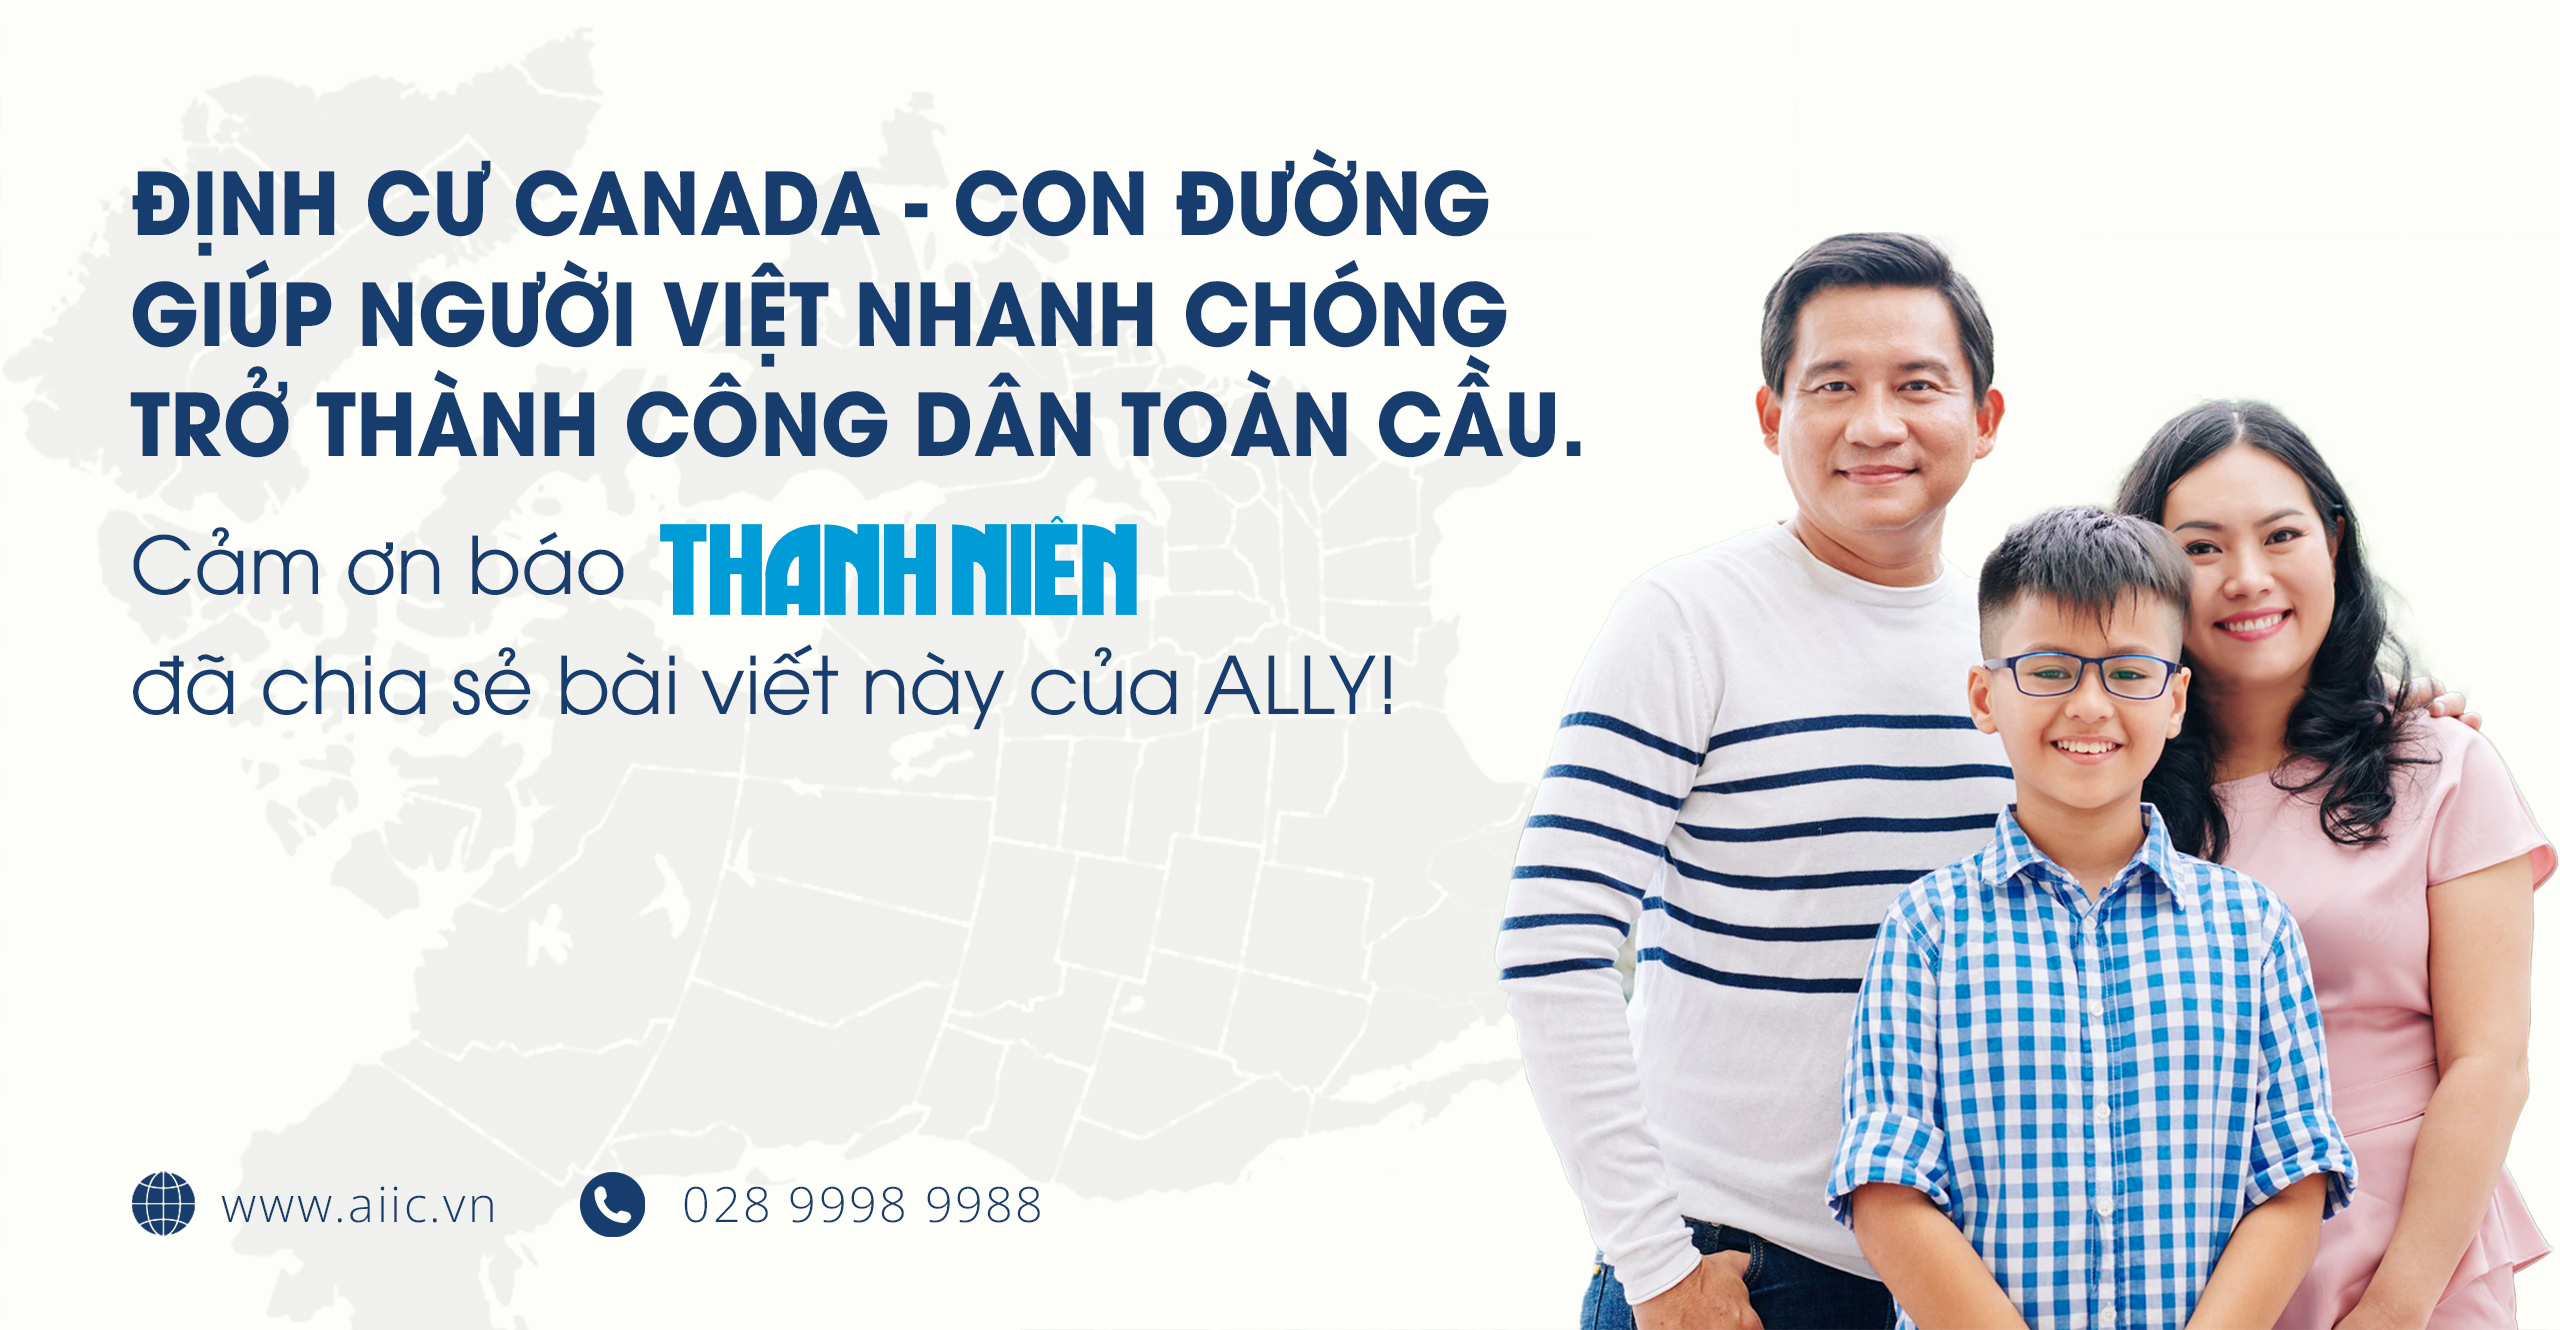 ĐỊNH CƯ CANADA - CON ĐƯỜNG
GIÚP NGƯỜI VIỆT NHANH CHÓNG
TRỞ THÀNH CÔNG DÂN TOÀN CẦU.
Cảm ơn báo THANH NIÊN
đã chia sẻ bài viết này của ALLY!
www.aiic.vn 028 9998 9988